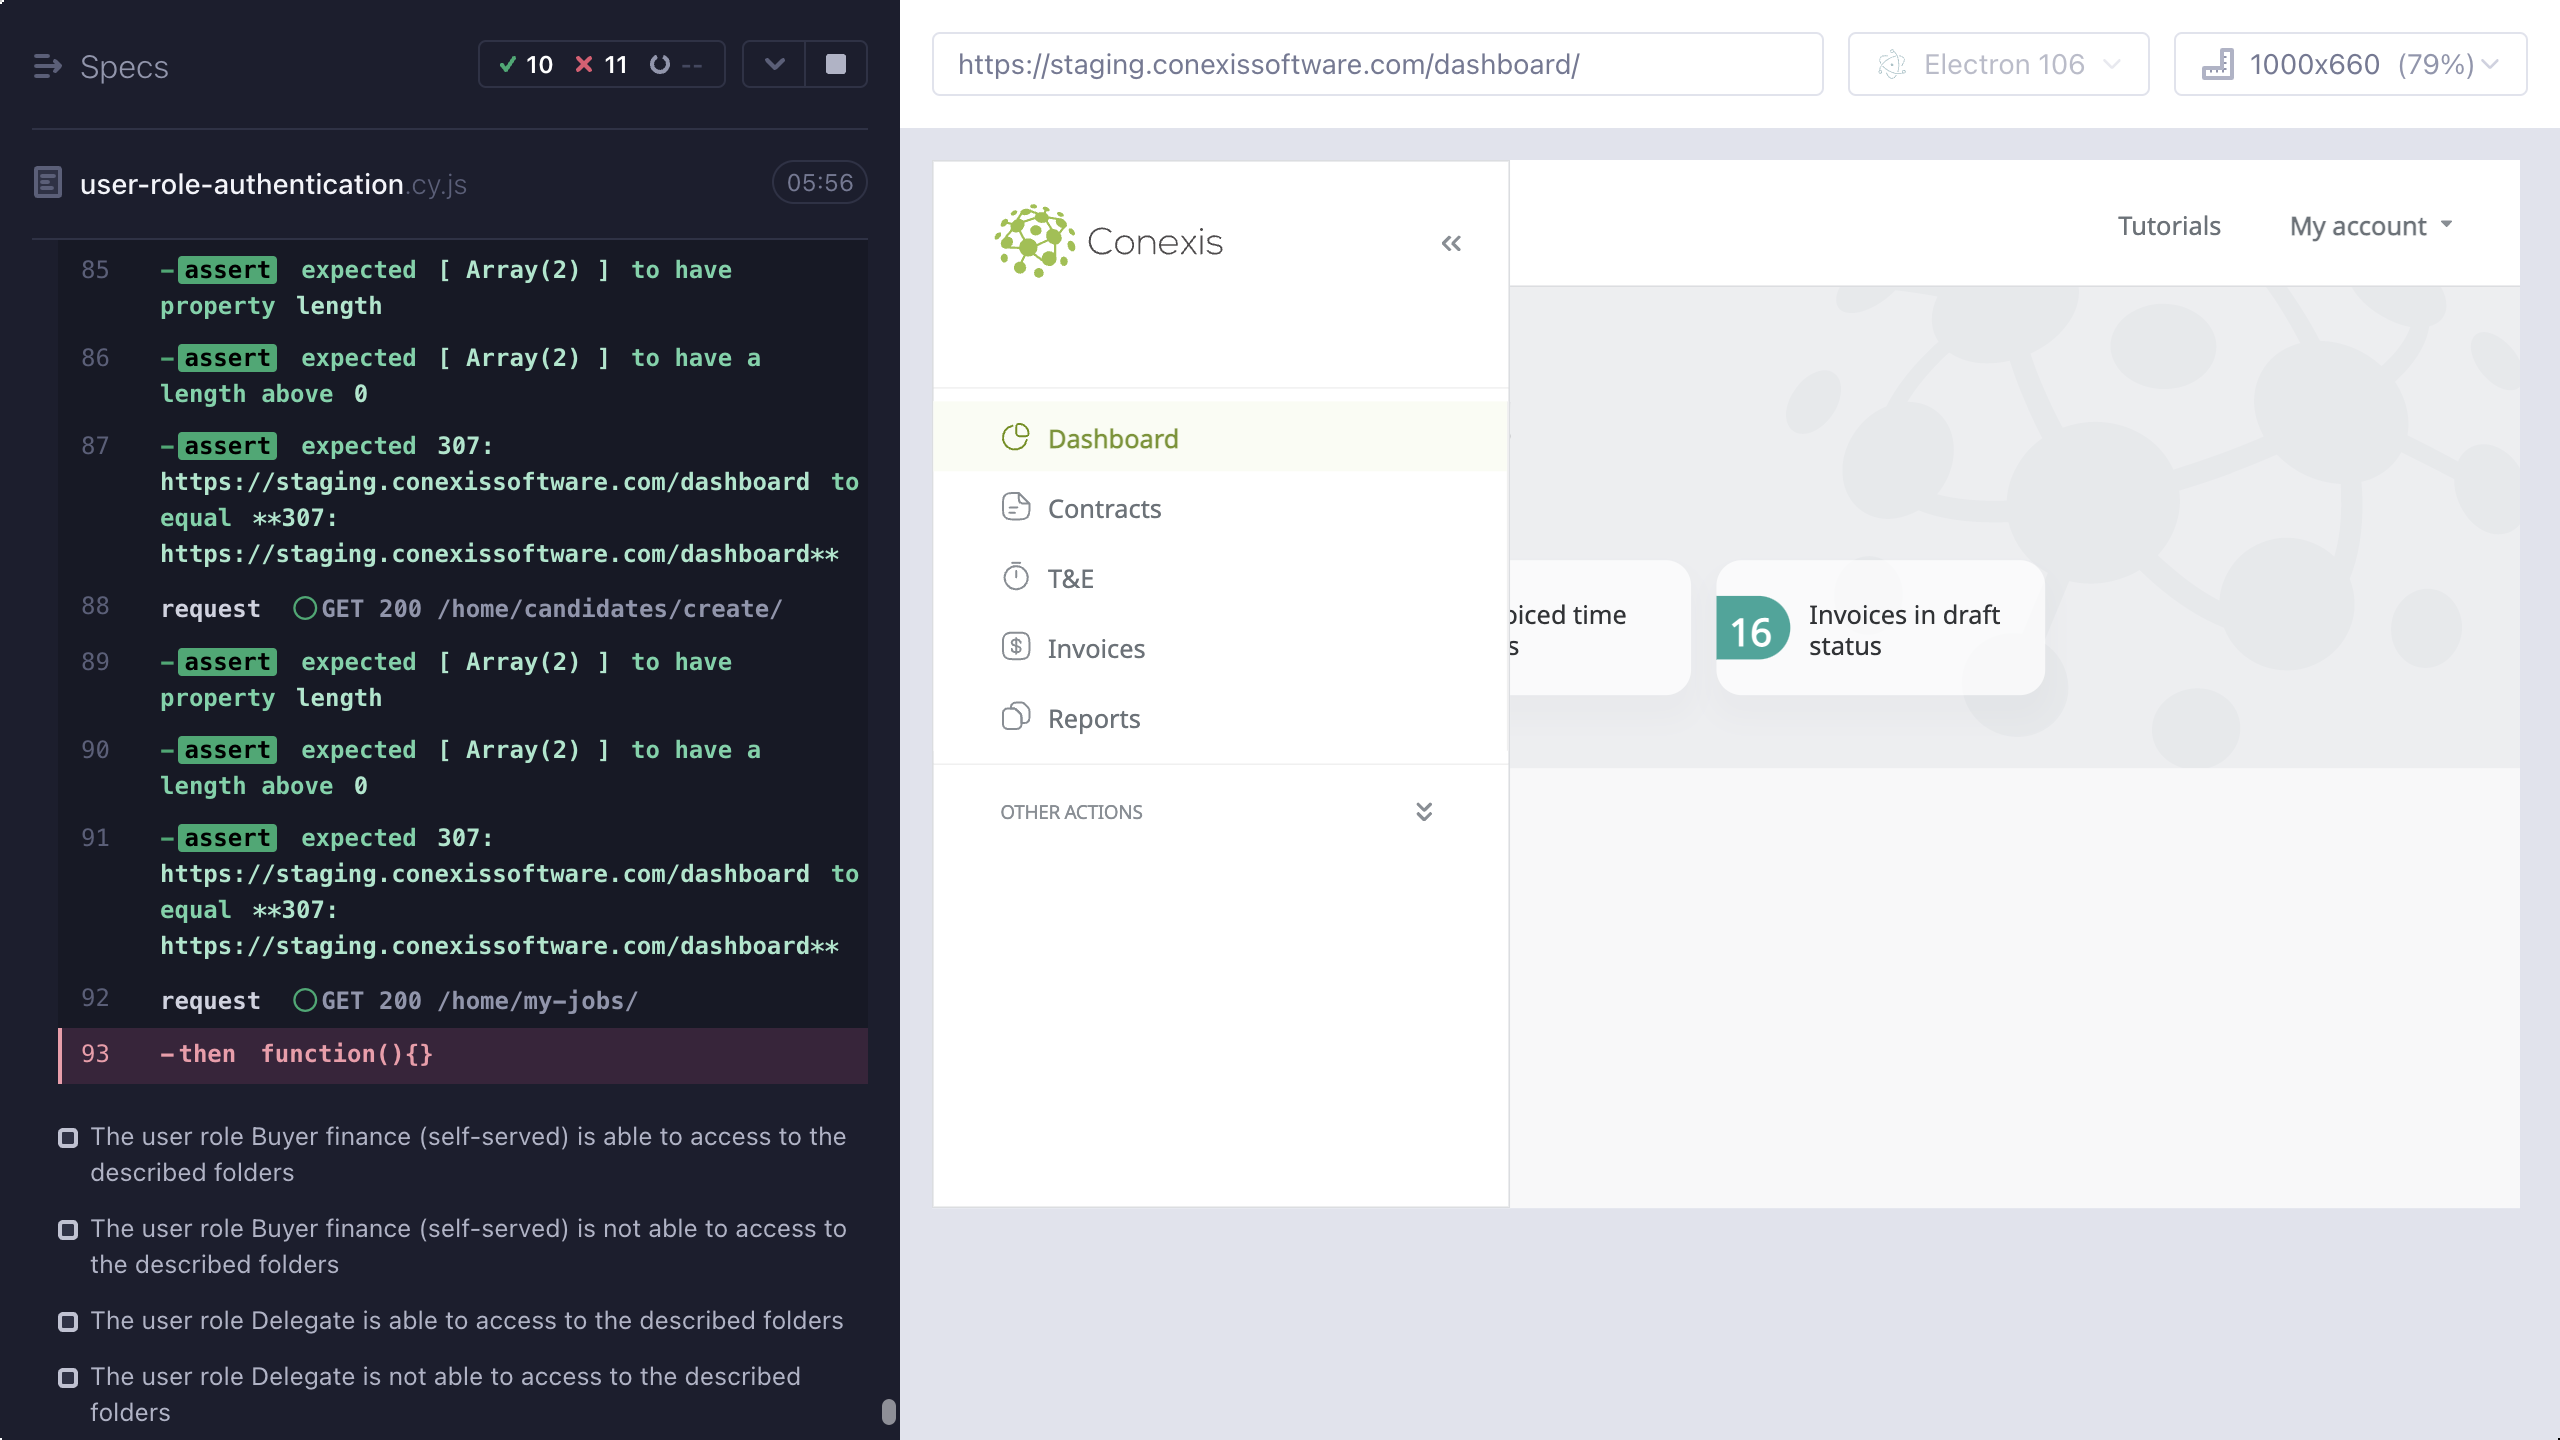 Specs
10 11 --
user-role-authentication.cy.js 05:56
85 -assert expected [ Array(2) ] to have
property length
86 -assert expected [ Array(2) ] to have a
length above 0
87 -assert expected 307:
https://staging.conexissoftware.com/dashboard to
equal **307:
https://staging.conexissoftware.com/dashboard**
88 request GET 200 /home/candidates/create/
89 -assert expected [ Array(2) ] to have
property length
90 -assert expected [ Array(2) ] to have a
length above 0
91 -assert expected 307:
https://staging.conexissoftware.com/dashboard to
equal **307:
https://staging.conexissoftware.com/dashboard**
92 request GET 200 /home/my-jobs/
93 -then function(){}
The user role Buyer finance (self-served) is able to access to the
described folders
The user role Buyer finance (self-served) is not able to access to
the described folders
The user role Delegate is able to access to the described folders
The user role Delegate is not able to access to the described
folders
https://staging.conexissoftware.com/dashboard/
Electron 106
1000x660 (79%)
Conexis «
Tutorials My account
Dashboard
Contracts
T&E
Invoices
Reports
OTHER ACTIONS
oiced time
s
16 Invoices in draft
status